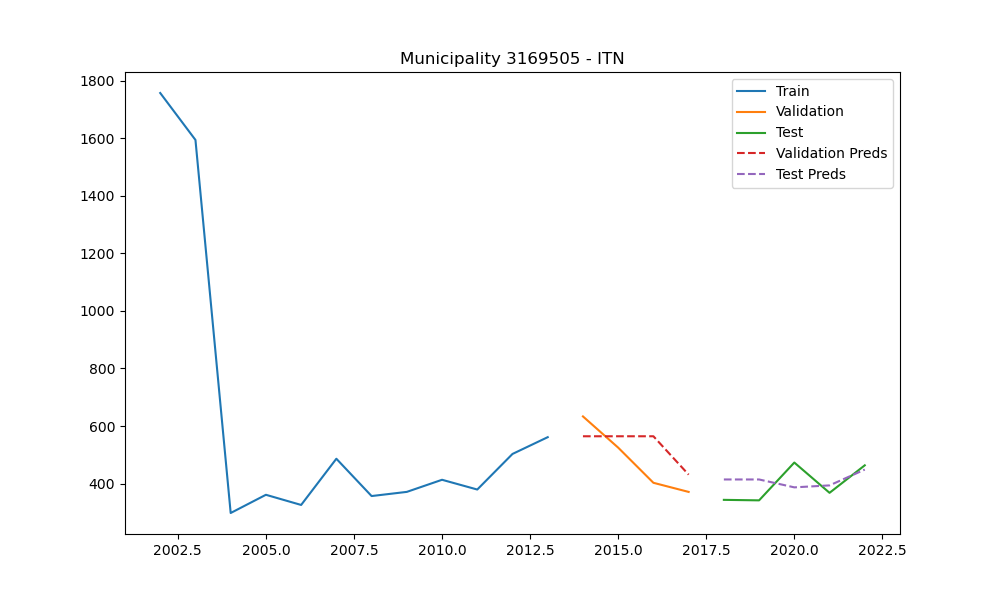 Municipality 3169505 - ITN
1800
1600
1400
1200
1000
800
600
400
2002.5
2005.0
2007.5
2010.0
2012.5
2015.0
2017.5
2020.0
2022.5
Train
Validation
Test
Validation Preds
Test Preds